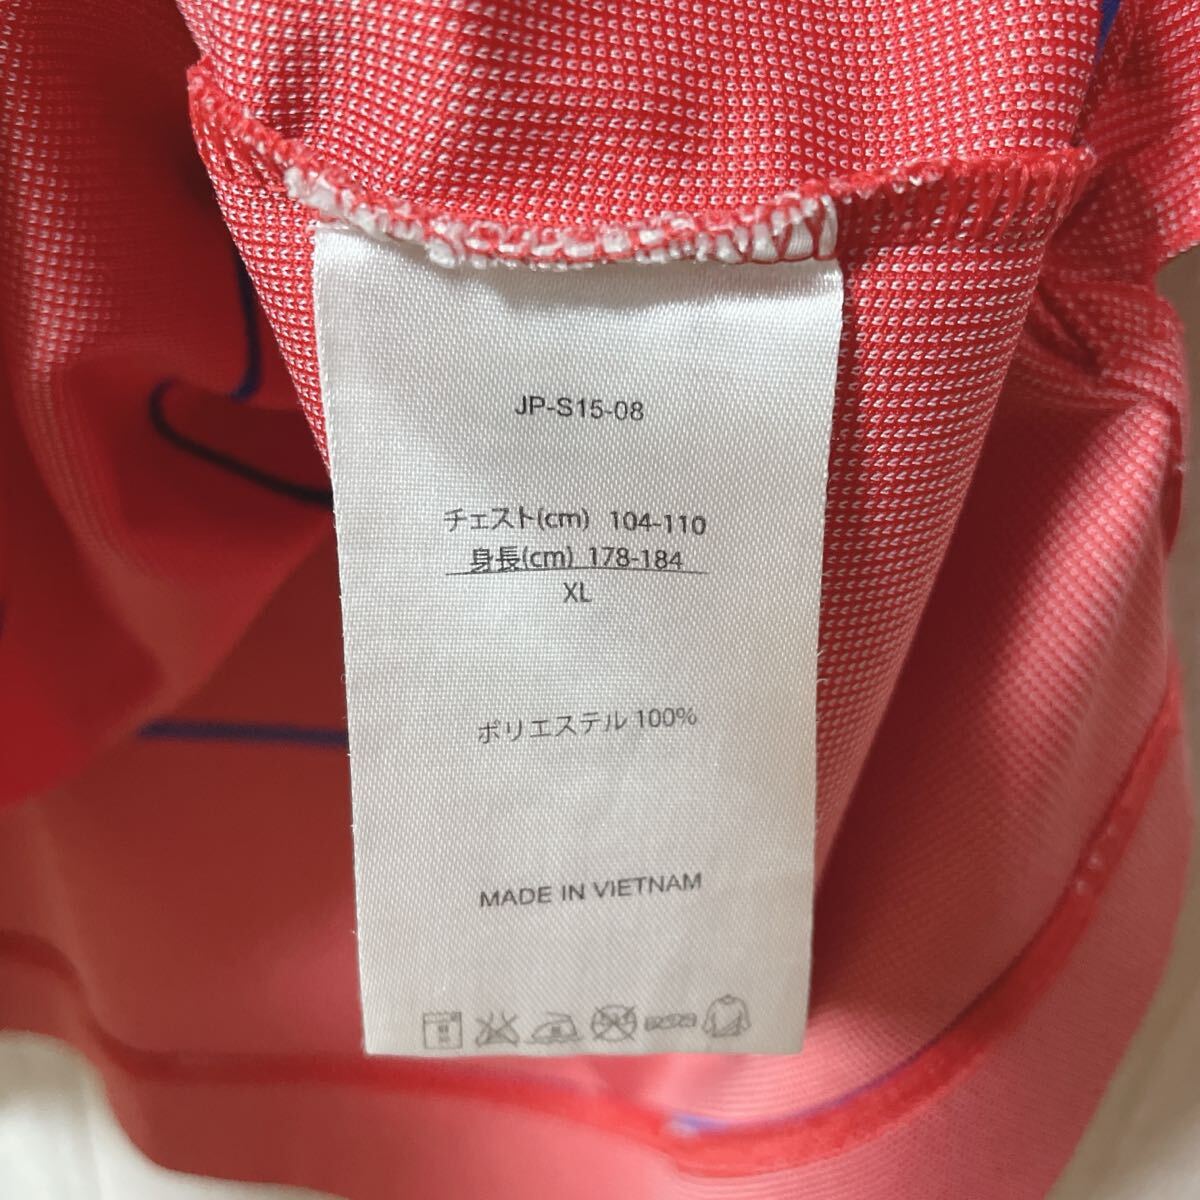 JP-S15-08
チェスト(cm) 104-110
身長(cm) 178-184
XL
ポリエステル 100%
MADE IN VIETNAM